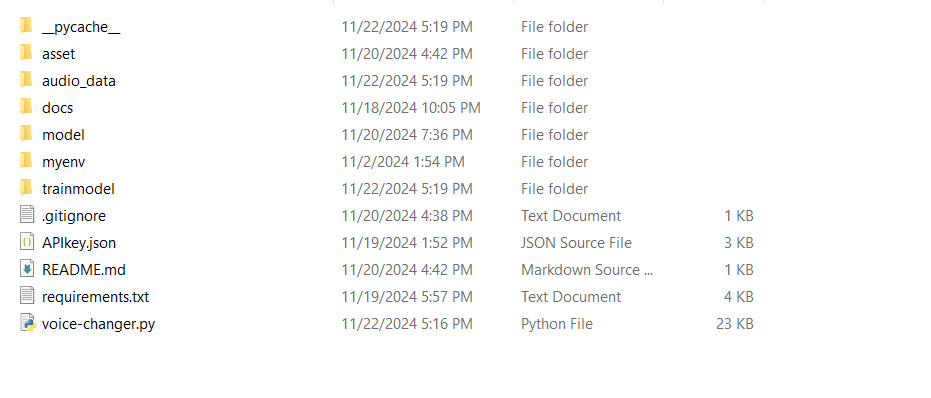 __pycache__ 11/22/2024 5:19 PM File folder
asset 11/20/2024 4:42 PM File folder
audio_data 11/22/2024 5:19 PM File folder
docs 11/18/2024 10:05 PM File folder
model 11/20/2024 7:36 PM File folder
myenv 11/2/2024 1:54 PM File folder
trainmodel 11/22/2024 5:19 PM File folder
.gitignore 11/20/2024 4:38 PM Text Document 1 KB
APIkey.json 11/19/2024 1:52 PM JSON Source File 3 KB
README.md 11/20/2024 4:42 PM Markdown Source ... 1 KB
requirements.txt 11/19/2024 5:57 PM Text Document 4 KB
voice-changer.py 11/22/2024 5:16 PM Python File 23 KB